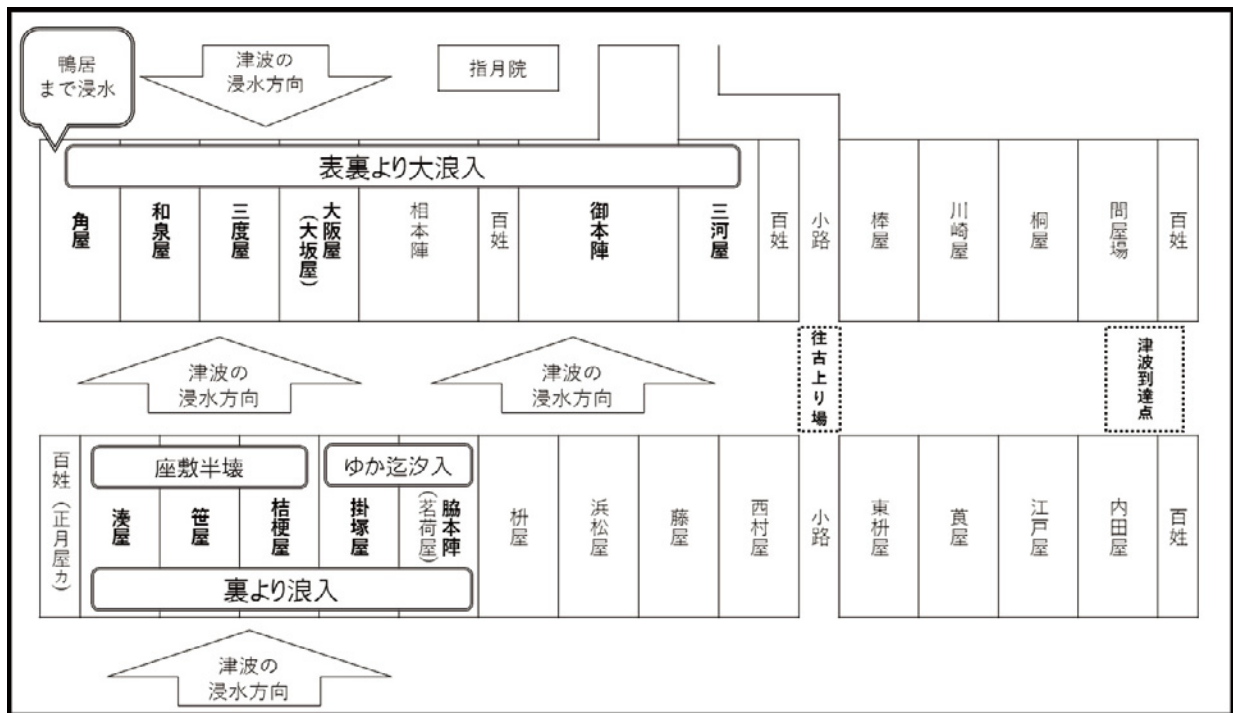 鴨居
まで浸水
津波の
浸水方向
指月院
表裏より大浪入
角屋
和泉屋
三度屋
大阪屋
(大坂屋)
相本陣
百姓
御本陣
三河屋
百姓
小路
棒屋
川崎屋
桐屋
問屋場
百姓
津波の
浸水方向
津波の
浸水方向
往古上り場
津波到達点
座敷半壊
ゆか迄汐入
百姓(正月屋カ)
湊屋
笹屋
桔梗屋
掛塚屋
脇本陣
(茗荷屋)
枡屋
浜松屋
藤屋
西村屋
小路
東枡屋
莨屋
江戸屋
内田屋
百姓
裏より浪入
津波の
浸水方向